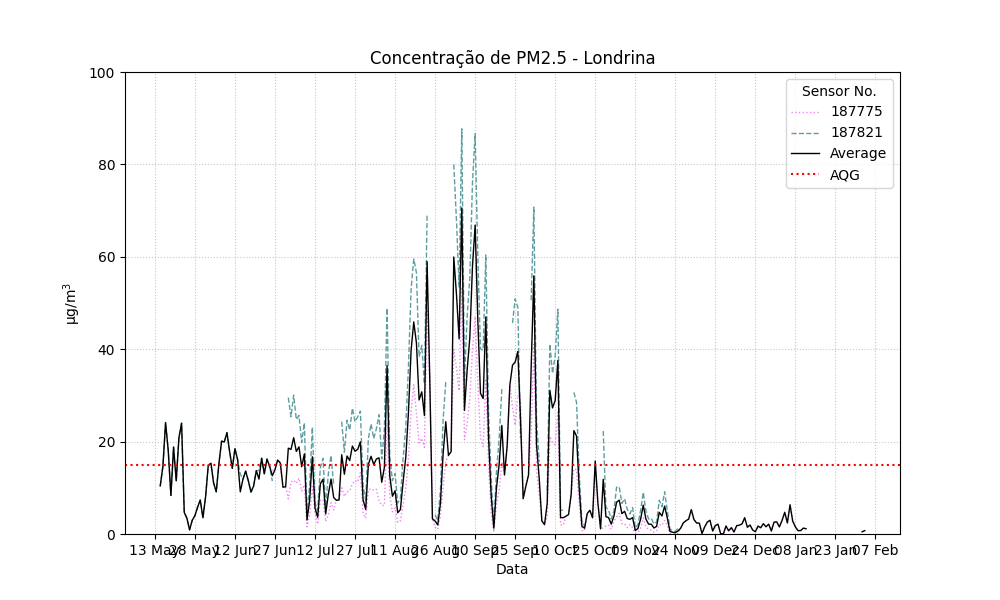 Concentração de PM2.5 - Londrina
100
80
60
40
20
0
µg/m³
Sensor No.
187775
187821
Average
AQG
13 May 28 May 12 Jun 27 Jun 12 Jul 27 Jul 11 Aug 26 Aug 10 Sep 25 Sep 10 Oct 25 Oct 09 Nov 24 Nov 09 Dec 24 Dec 08 Jan 23 Jan 07 Feb
Data